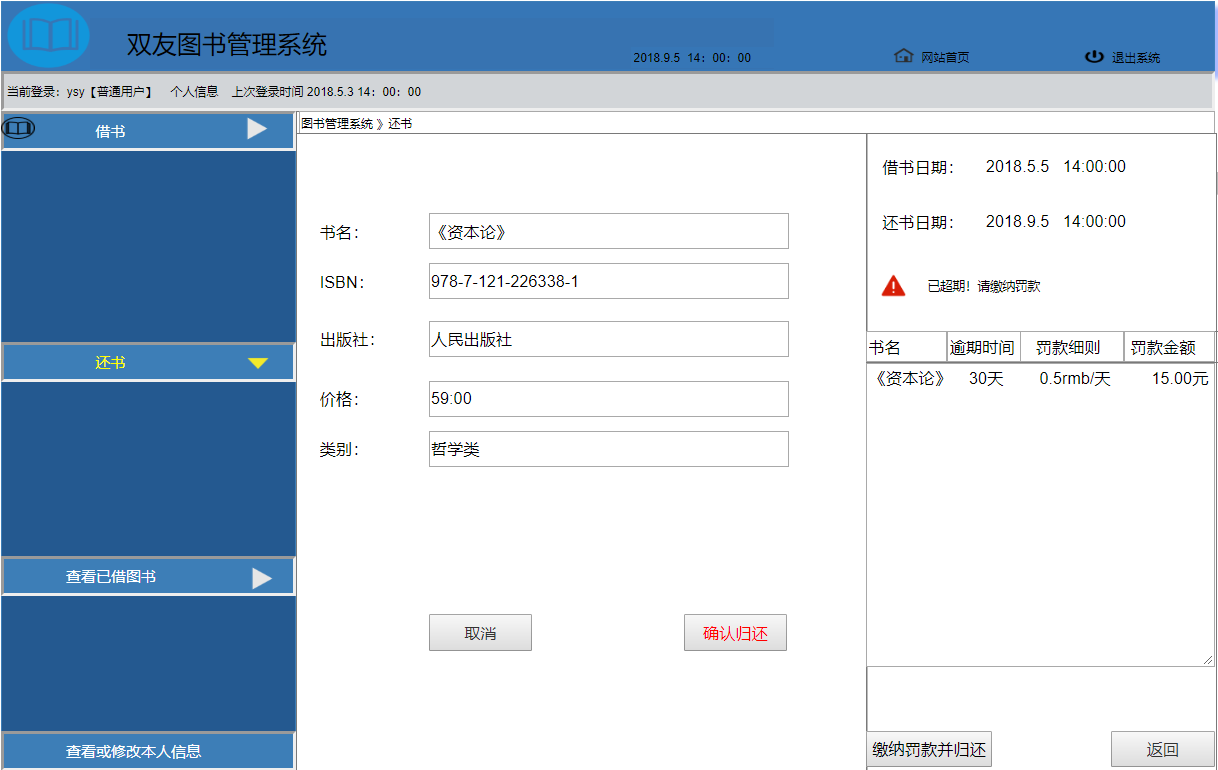 双友图书管理系统
2018.9.5 14：00：00
网站首页
退出系统
当前登录：ysy【普通用户】 个人信息 上次登录时间 2018.5.3 14：00：00
借书
还书
查看已借图书
查看或修改本人信息
图书管理系统 》还书
书名：
《资本论》
ISBN：
978-7-121-226338-1
出版社：
人民出版社
价格：
59:00
类别：
哲学类
取消
确认归还
借书日期： 2018.5.5 14:00:00
还书日期： 2018.9.5 14:00:00
已超期！请缴纳罚款
书名 逾期时间 罚款细则 罚款金额
《资本论》 30天 0.5rmb/天 15.00元
缴纳罚款并归还
返回